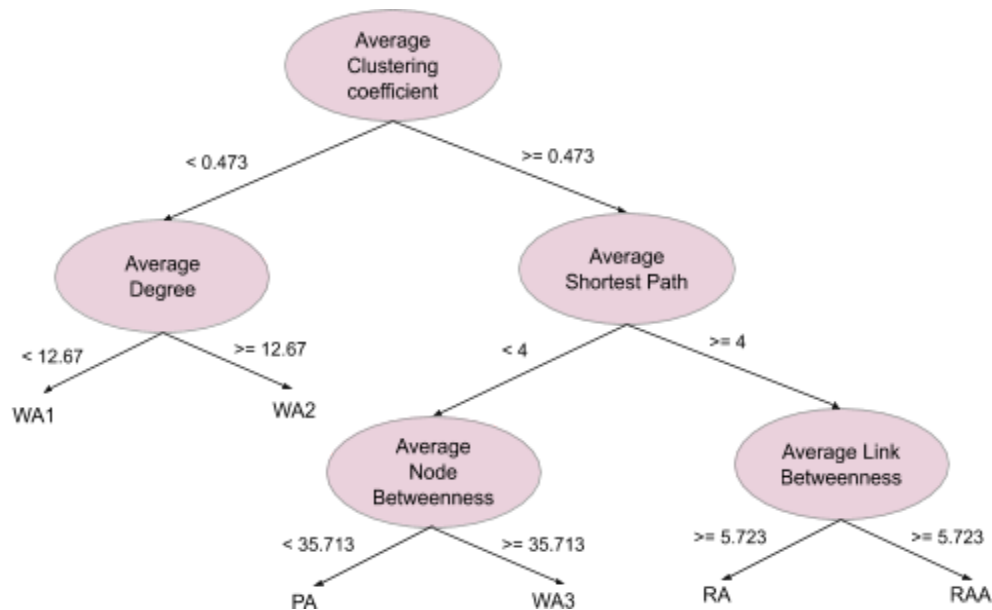 Average
Clustering
coefficient
< 0.473
>= 0.473
Average
Degree
Average
Shortest Path
< 12.67
>= 12.67
< 4
>= 4
WA1
WA2
Average
Node
Betweenness
Average Link
Betweenness
< 35.713
>= 35.713
>= 5.723
>= 5.723
PA
WA3
RA
RAA